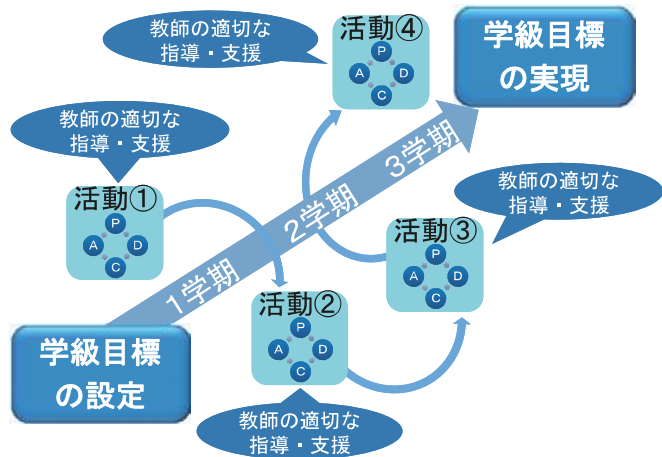 教師の適切な
指導・支援
活動④
P
A
D
C
学級目標
の実現
教師の適切な
指導・支援
活動①
P
A
D
C
教師の適切な
指導・支援
活動③
P
A
D
C
1学期
2学期
3学期
活動②
P
A
D
C
教師の適切な
指導・支援
学級目標
の設定